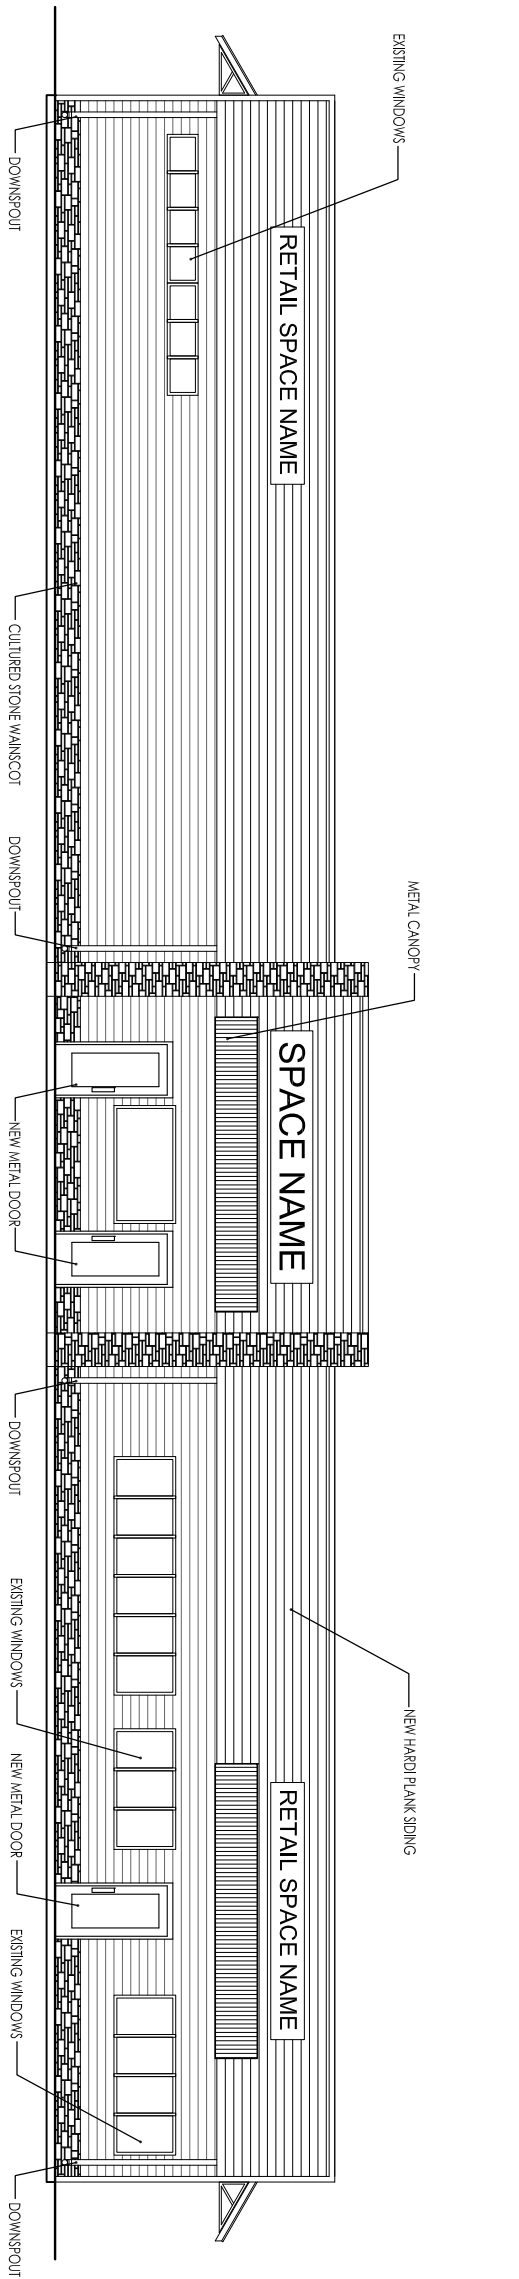 EXISTING WINDOWS
METAL CANOPY
NEW HARDI PLANK SIDING
RETAIL SPACE NAME
SPACE NAME
RETAIL SPACE NAME
DOWNSPOUT
CULTURED STONE WAINSCOT
DOWNSPOUT
NEW METAL DOOR
DOWNSPOUT
EXISTING WINDOWS
NEW METAL DOOR
EXISTING WINDOWS
DOWNSPOUT